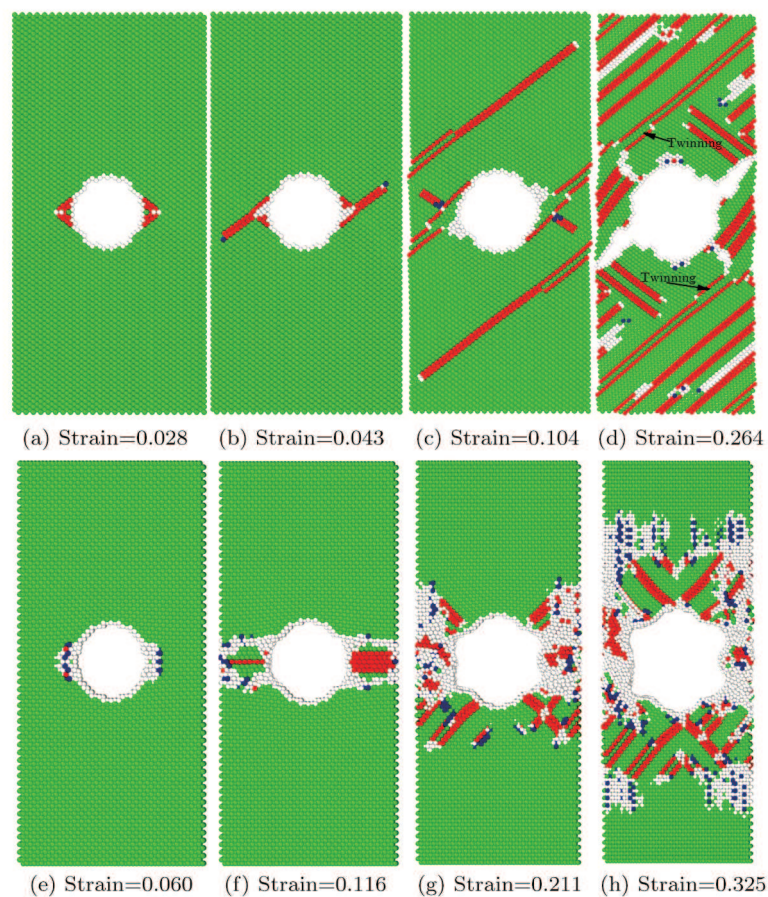 Twinning
Twinning
(a) Strain=0.028
(b) Strain=0.043
(c) Strain=0.104
(d) Strain=0.264
(e) Strain=0.060
(f) Strain=0.116
(g) Strain=0.211
(h) Strain=0.325